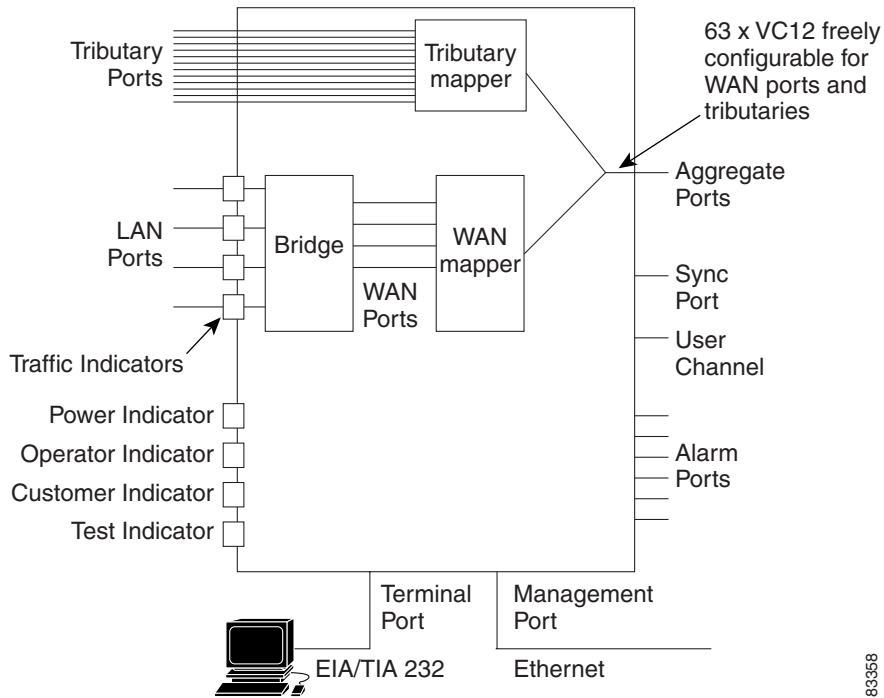 Tributary
Ports
Tributary
mapper
63 x VC12 freely
configurable for
WAN ports and
tributaries
Aggregate
Ports
LAN
Ports
Bridge
WAN
Ports
WAN
mapper
Sync
Port
User
Channel
Traffic Indicators
Power Indicator
Operator Indicator
Customer Indicator
Test Indicator
Alarm
Ports
Terminal
Port
Management
Port
EIA/TIA 232
Ethernet
83358